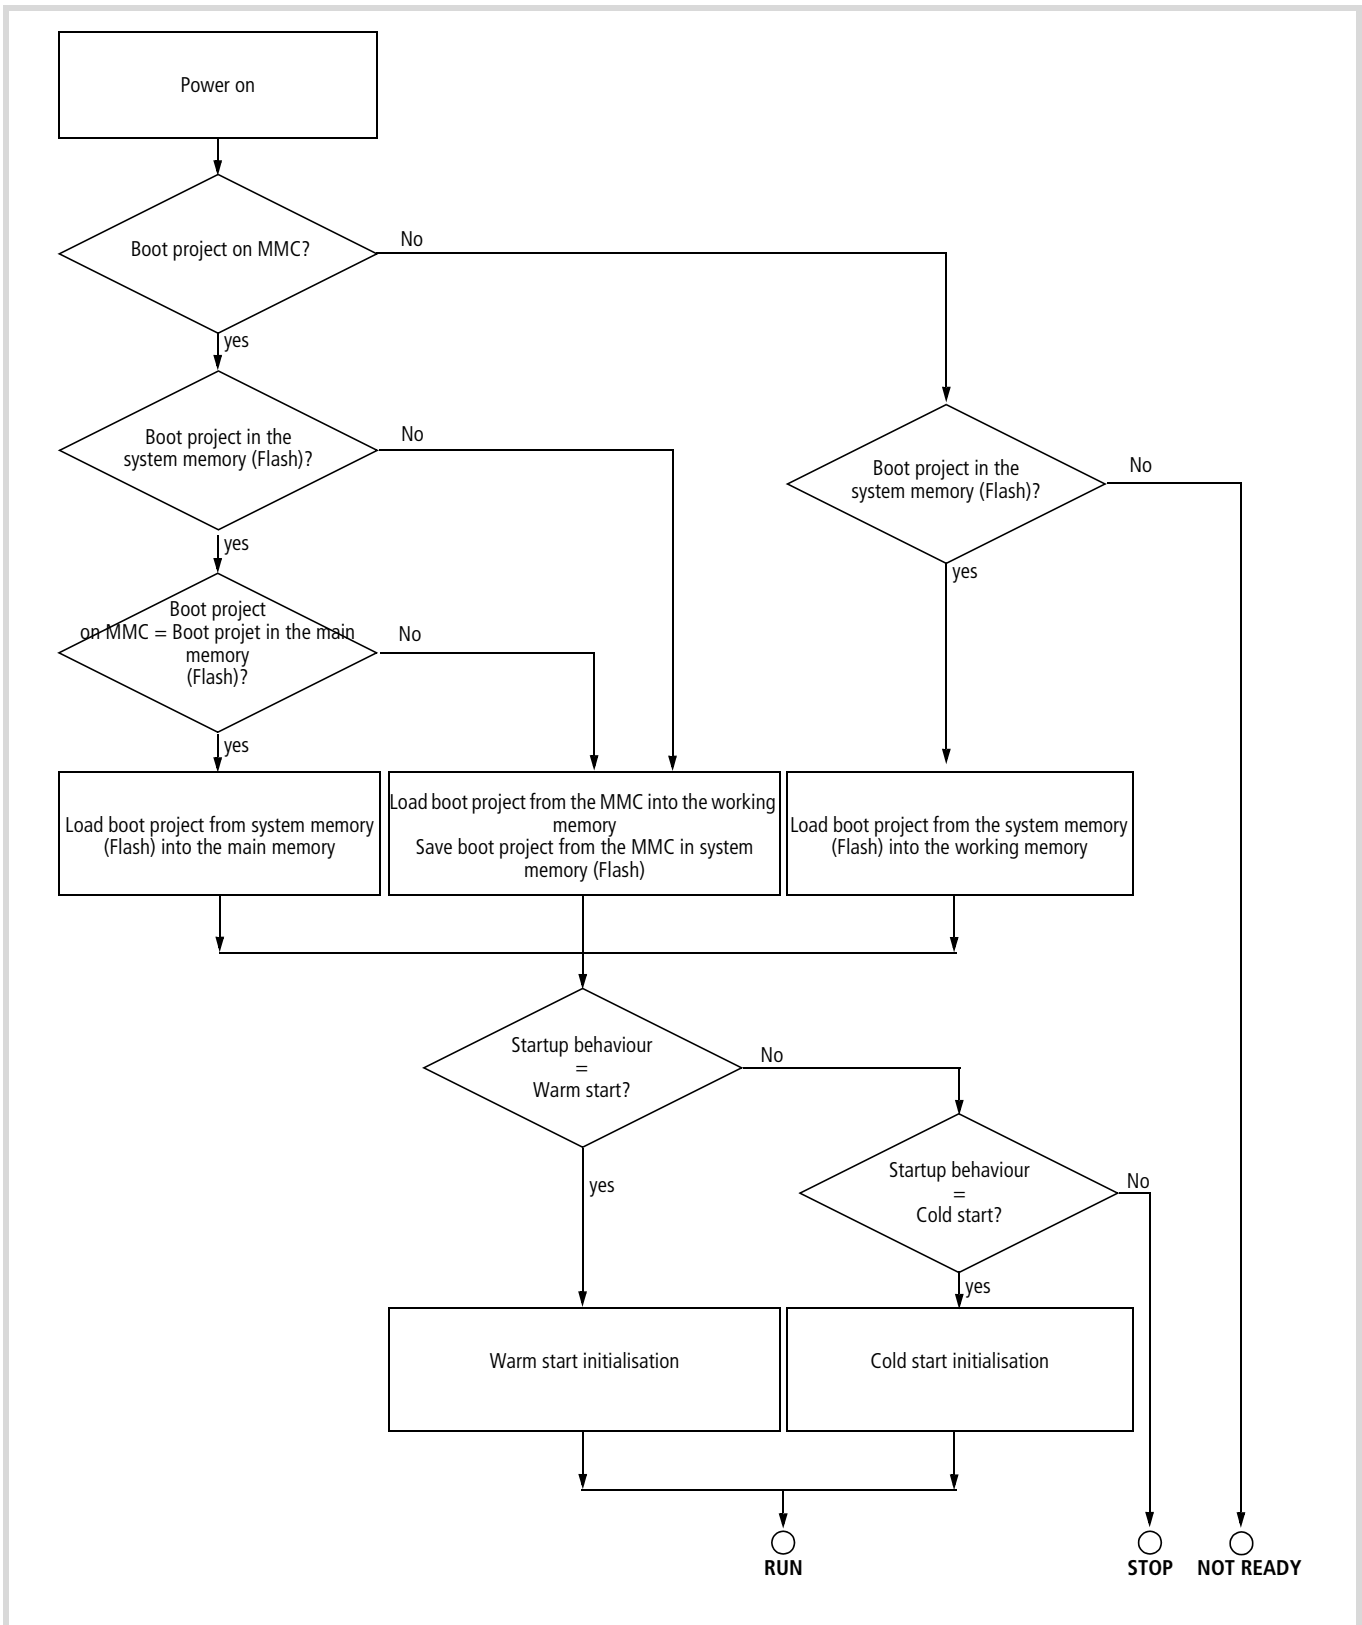 Power on
Boot project on MMC?
No
yes
Boot project in the
system memory (Flash)?
No
Boot project in the
system memory (Flash)?
No
yes
yes
Boot project
on MMC = Boot projet in the main
memory
(Flash)?
No
yes
Load boot project from system memory
(Flash) into the main memory
Load boot project from the MMC into the working
memory
Save boot project from the MMC in system
memory (Flash)
Load boot project from the system memory
(Flash) into the working memory
Startup behaviour
=
Warm start?
No
yes
Startup behaviour
=
Cold start?
No
yes
Warm start initialisation
Cold start initialisation
RUN
STOP
NOT READY